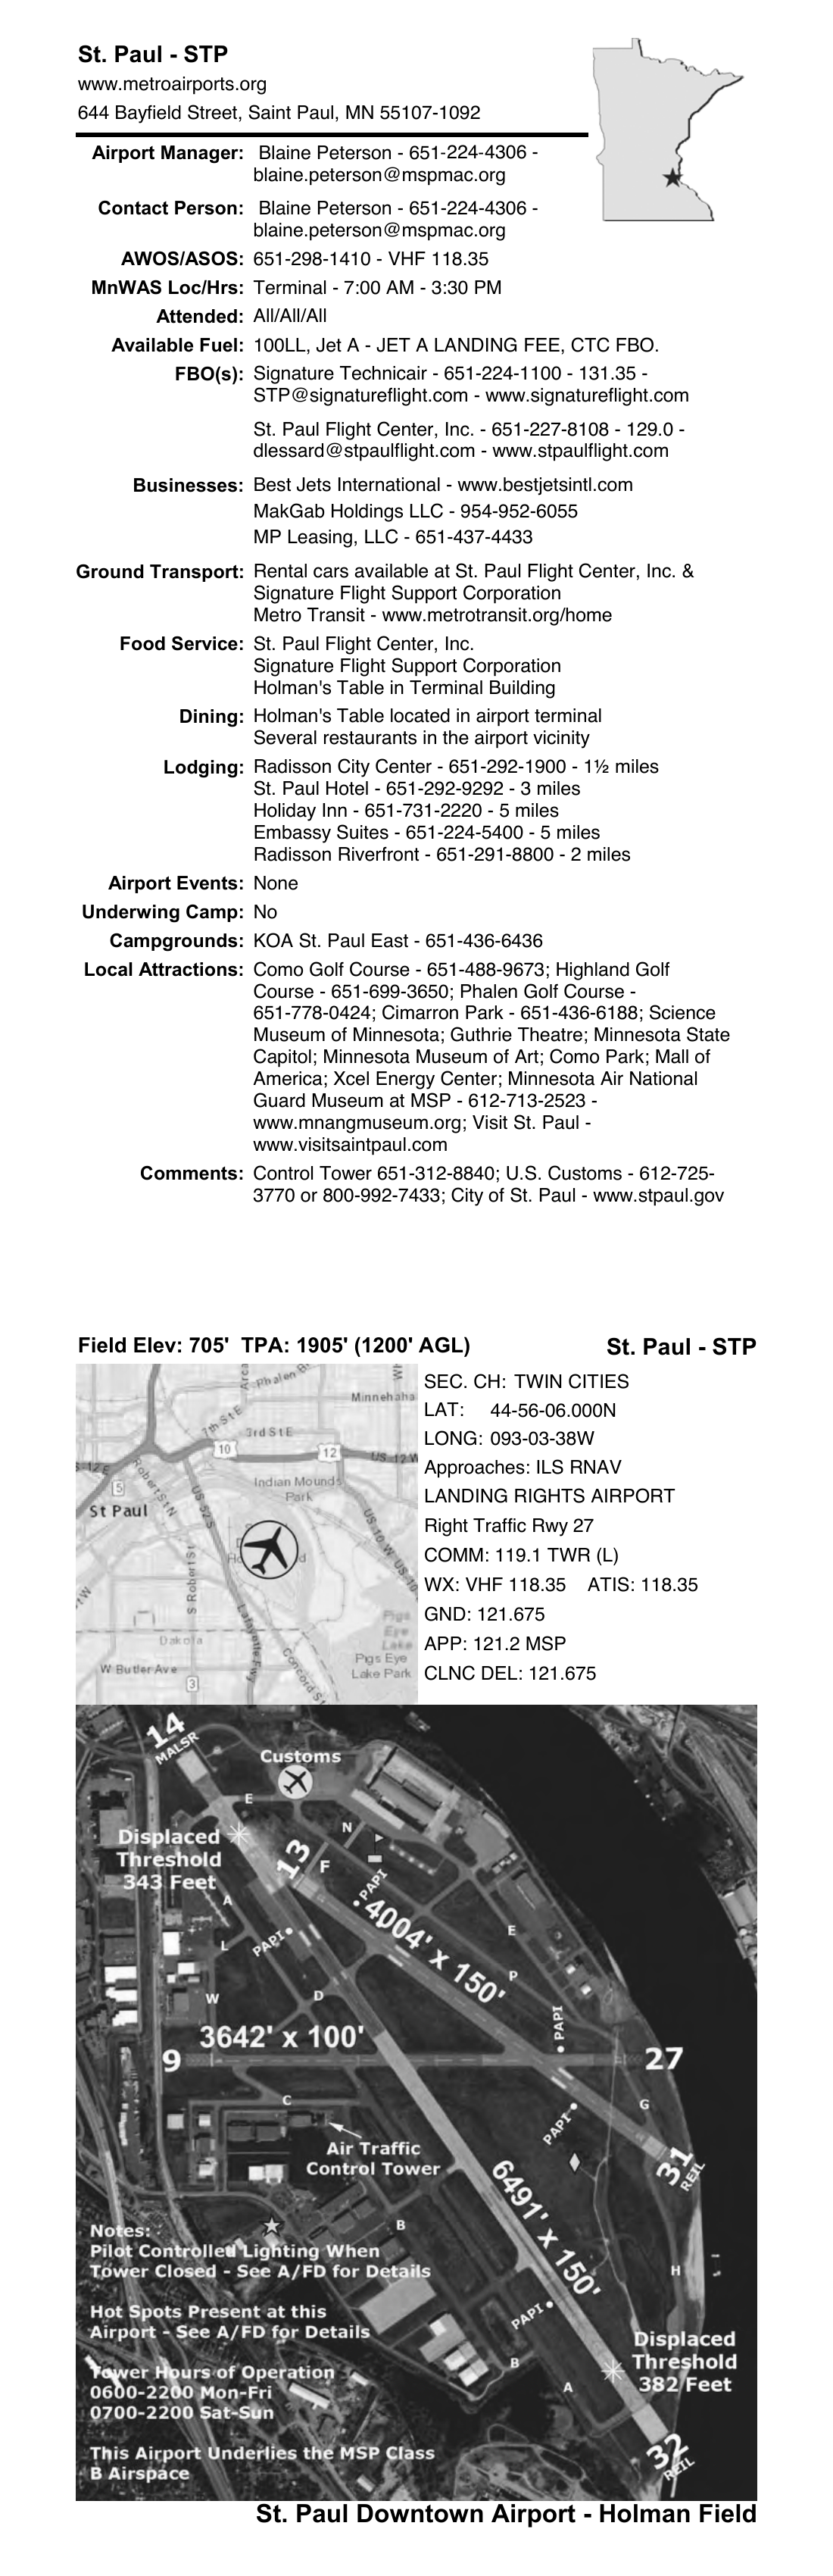 St. Paul - STP
www.metroairports.org
644 Bayfield Street, Saint Paul, MN 55107-1092
Airport Manager: Blaine Peterson - 651-224-4306 -
blaine.peterson@mspmac.org
Contact Person: Blaine Peterson - 651-224-4306 -
blaine.peterson@mspmac.org
AWOS/ASOS: 651-298-1410 - VHF 118.35
MnWAS Loc/Hrs: Terminal - 7:00 AM - 3:30 PM
Attended: All/All/All
Available Fuel: 100LL, Jet A - JET A LANDING FEE, CTC FBO.
FBO(s): Signature Technicair - 651-224-1100 - 131.35 -
STP@signatureflight.com - www.signatureflight.com
St. Paul Flight Center, Inc. - 651-227-8108 - 129.0 -
dlessard@stpaulflight.com - www.stpaulflight.com
Businesses: Best Jets International - www.bestjetsintl.com
MakGab Holdings LLC - 954-952-6055
MP Leasing, LLC - 651-437-4433
Ground Transport: Rental cars available at St. Paul Flight Center, Inc. &
Signature Flight Support Corporation
Metro Transit - www.metrotransit.org/home
Food Service: St. Paul Flight Center, Inc.
Signature Flight Support Corporation
Holman's Table in Terminal Building
Dining: Holman's Table located in airport terminal
Several restaurants in the airport vicinity
Lodging: Radisson City Center - 651-292-1900 - 1½ miles
St. Paul Hotel - 651-292-9292 - 3 miles
Holiday Inn - 651-731-2220 - 5 miles
Embassy Suites - 651-224-5400 - 5 miles
Radisson Riverfront - 651-291-8800 - 2 miles
Airport Events: None
Underwing Camp: No
Campgrounds: KOA St. Paul East - 651-436-6436
Local Attractions: Como Golf Course - 651-488-9673; Highland Golf
Course - 651-699-3650; Phalen Golf Course -
651-778-0424; Cimarron Park - 651-436-6188; Science
Museum of Minnesota; Guthrie Theatre; Minnesota State
Capitol; Minnesota Museum of Art; Como Park; Mall of
America; Xcel Energy Center; Minnesota Air National
Guard Museum at MSP - 612-713-2523 -
www.mnangmuseum.org; Visit St. Paul -
www.visitsaintpaul.com
Comments: Control Tower 651-312-8840; U.S. Customs - 612-725-
3770 or 800-992-7433; City of St. Paul - www.stpaul.gov
Field Elev: 705' TPA: 1905' (1200' AGL)
St. Paul - STP
Phalen
Minnehaha
7th St E
3rd St E
10
12
US 12 W
S 12 E
5
Robert St N
US 52 S
Indian Mounds
Park
St Paul
US 10 W US 10
S Robert St
Lafayette Fwy
Concord St
Dakota
Pigs
Eye
Lake
Pigs Eye
Lake Park
W Butler Ave
3
SEC. CH: TWIN CITIES
LAT: 44-56-06.000N
LONG: 093-03-38W
Approaches: ILS RNAV
LANDING RIGHTS AIRPORT
Right Traffic Rwy 27
COMM: 119.1 TWR (L)
WX: VHF 118.35 ATIS: 118.35
GND: 121.675
APP: 121.2 MSP
CLNC DEL: 121.675
14
MALSR
Customs
E
N
Displaced
Threshold
343 Feet
13
F
PAPI
A
4004' x 150'
L
PAPI
E
P
W
D
PAPI
3642' x 100'
9
27
C
G
PAPI
Air Traffic
Control Tower
31
REIL
6491' x 150'
B
Notes:
Pilot Controlled Lighting When
Tower Closed - See A/FD for Details
H
Hot Spots Present at this
Airport - See A/FD for Details
PAPI
Displaced
Threshold
382 Feet
B
A
Tower Hours of Operation
0600-2200 Mon-Fri
0700-2200 Sat-Sun
32
REIL
This Airport Underlies the MSP Class
B Airspace
St. Paul Downtown Airport - Holman Field